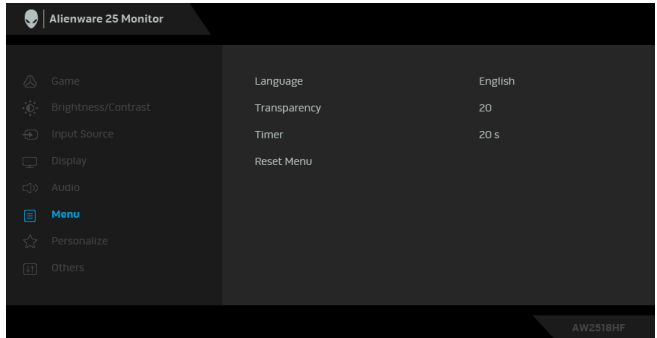 Alienware 25 Monitor
Game
Language English
Brightness/Contrast
Transparency 20
Input Source
Timer 20 s
Display
Reset Menu
Audio
Menu
Personalize
Others
AW2518HF